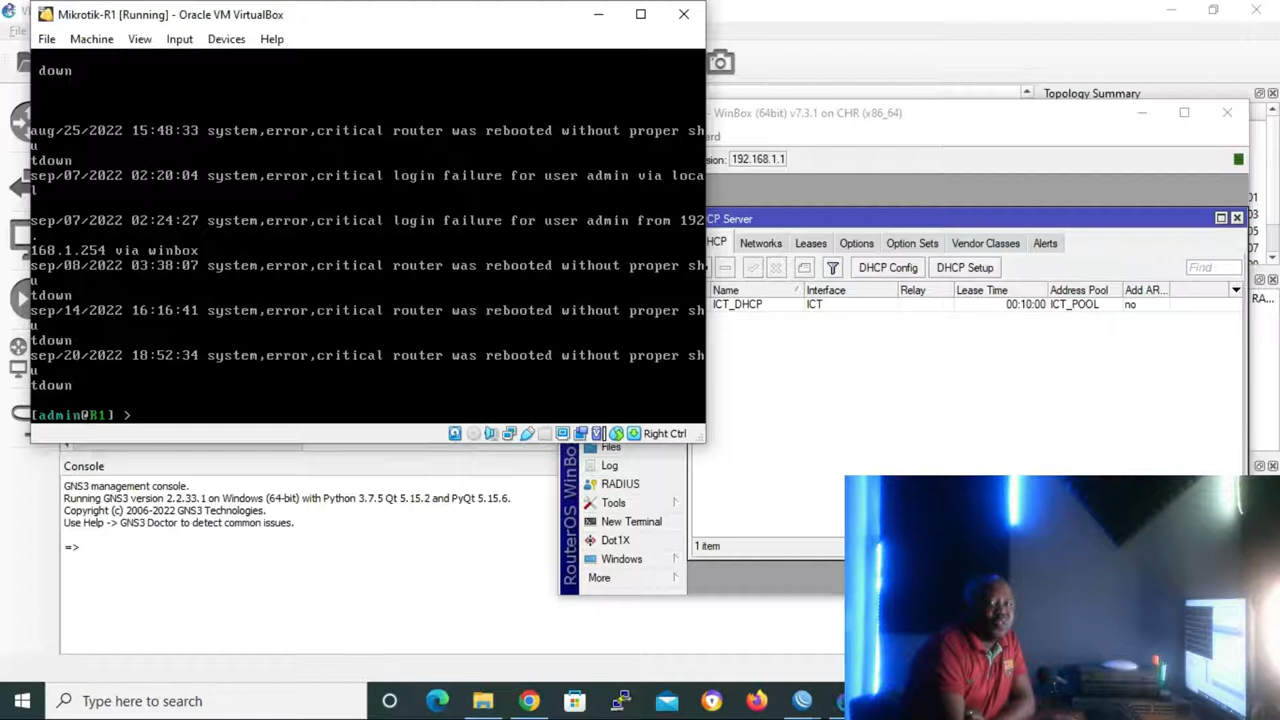 Mikrotik-R1 [Running] - Oracle VM VirtualBox
File Machine View Input Devices Help
down
aug/25/2022 15:48:33 system,error,critical router was rebooted without proper sh
u
tdown
sep/07/2022 02:20:04 system,error,critical login failure for user admin via loca
l
sep/07/2022 02:24:27 system,error,critical login failure for user admin from 192
.
168.1.254 via winbox
sep/08/2022 03:38:07 system,error,critical router was rebooted without proper sh
u
tdown
sep/14/2022 16:16:41 system,error,critical router was rebooted without proper sh
u
tdown
sep/20/2022 18:52:34 system,error,critical router was rebooted without proper sh
u
tdown
[admin@R1] >
Right Ctrl
Topology Summary
- WinBox (64bit) v7.3.1 on CHR (x86_64)
ard
sion: 192.168.1.1
CP Server
HCP Networks Leases Options Option Sets Vendor Classes Alerts
DHCP Config DHCP Setup Find
Name Interface Relay Lease Time Address Pool Add AR...
ICT_DHCP ICT 00:10:00 ICT_POOL no
1 item
01
03
05
07
RA...
RouterOS WinBo
Files
Log
RADIUS
Tools
New Terminal
Dot1X
Windows
More
Console
GNS3 management console.
Running GNS3 version 2.2.33.1 on Windows (64-bit) with Python 3.7.5 Qt 5.15.2 and PyQt 5.15.6.
Copyright (c) 2006-2022 GNS3 Technologies.
Use Help -> GNS3 Doctor to detect common issues.
=>
Type here to search